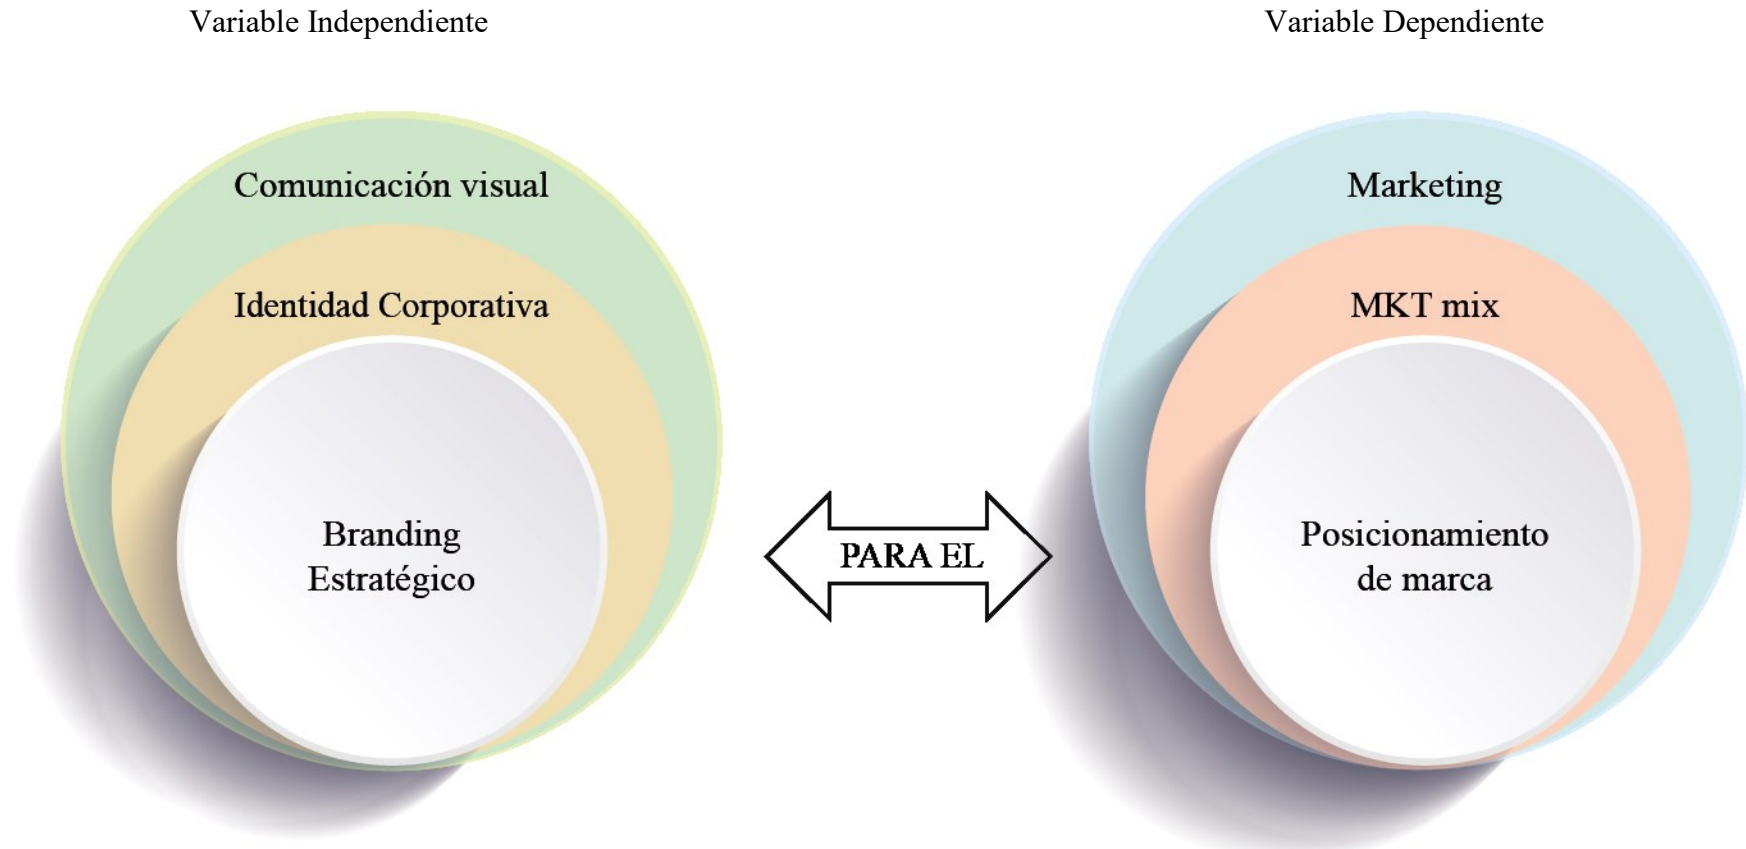 Variable Independiente
Variable Dependiente
Comunicación visual
Identidad Corporativa
Branding
Estratégico
PARA EL
Marketing
MKT mix
Posicionamiento
de marca